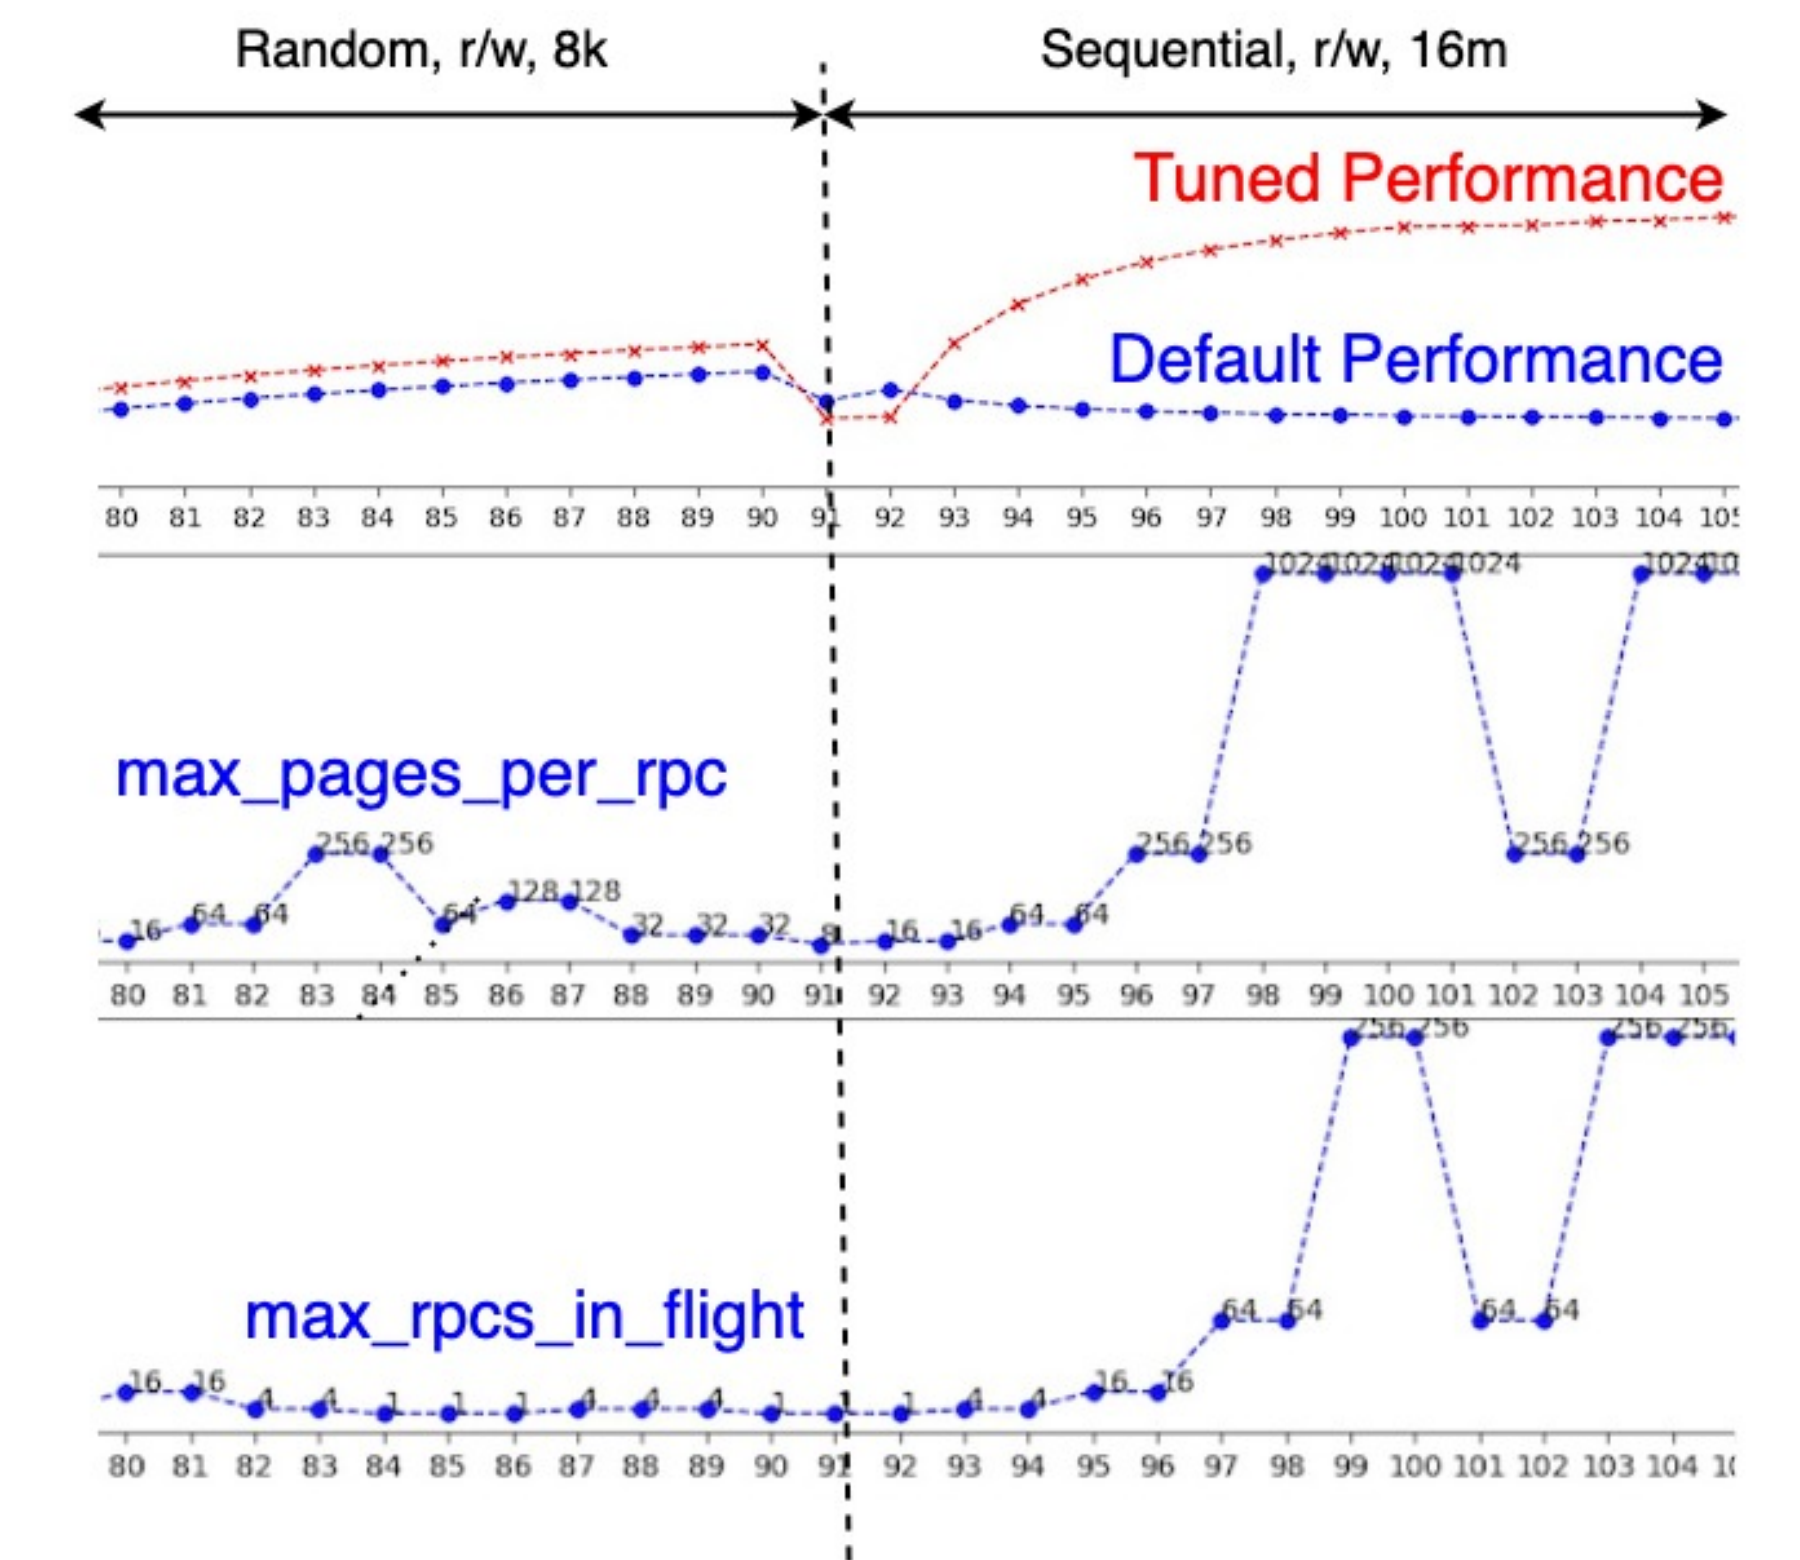 Random, r/w, 8k Sequential, r/w, 16m
Tuned Performance
Default Performance
80 81 82 83 84 85 86 87 88 89 90 91 92 93 94 95 96 97 98 99 100 101 102 103 104 105
1024 1024 1024 1024 1024 10
max_pages_per_rpc
256 256 256 256 256 256
128 128
16 64 64 64 32 32 32 8 16 16 64 64
80 81 82 83 84 85 86 87 88 89 90 91 92 93 94 95 96 97 98 99 100 101 102 103 104 105
256 256 256 256
max_rpcs_in_flight
64 64 64 64
16 16 4 4 1 1 1 4 4 4 1 1 1 4 4 16 16
80 81 82 83 84 85 86 87 88 89 90 91 92 93 94 95 96 97 98 99 100 101 102 103 104